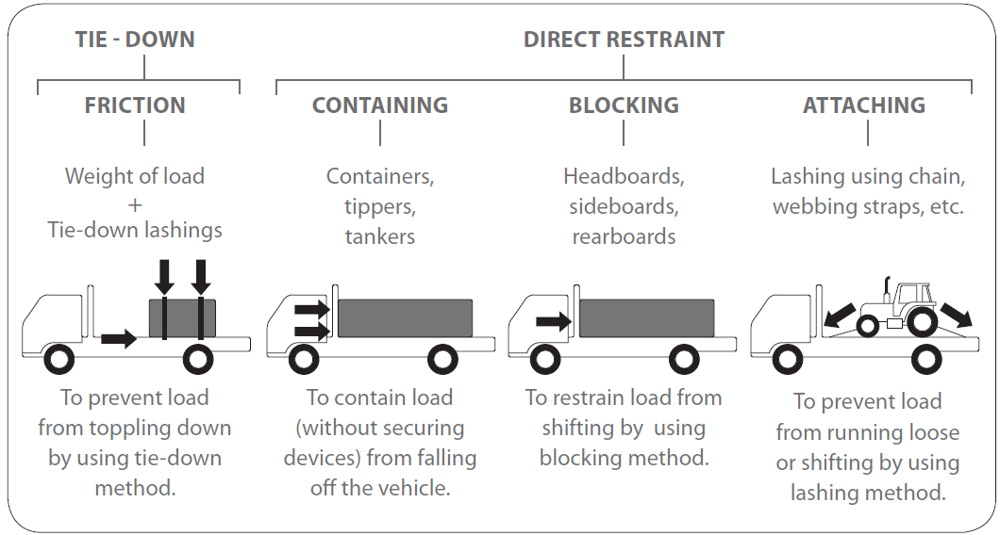 TIE - DOWN
DIRECT RESTRAINT
FRICTION
CONTAINING
BLOCKING
ATTACHING
Weight of load
+
Tie-down lashings
Containers,
tippers,
tankers
Headboards,
sideboards,
rearboards
Lashing using chain,
webbing straps, etc.
To prevent load
from toppling down
by using tie-down
method.
To contain load
(without securing
devices) from falling
off the vehicle.
To restrain load from
shifting by  using
blocking method.
To prevent load
from running loose
or shifting by using
lashing method.